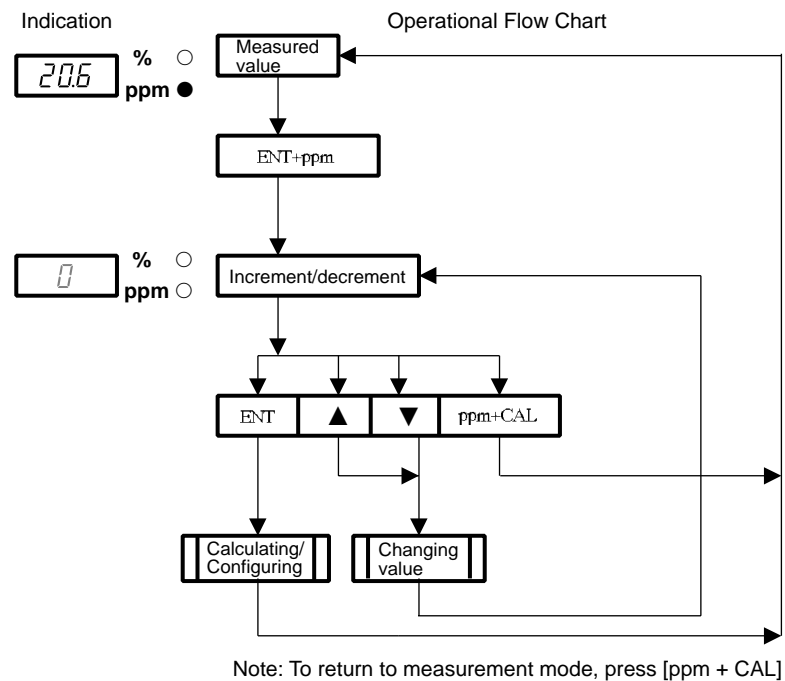 Indication
Operational Flow Chart
20.6
%
ppm
Measured
value
ENT+ppm
0
%
ppm
Increment/decrement
ENT
▲
▼
ppm+CAL
Calculating/
Configuring
Changing
value
Note: To return to measurement mode, press [ppm + CAL]